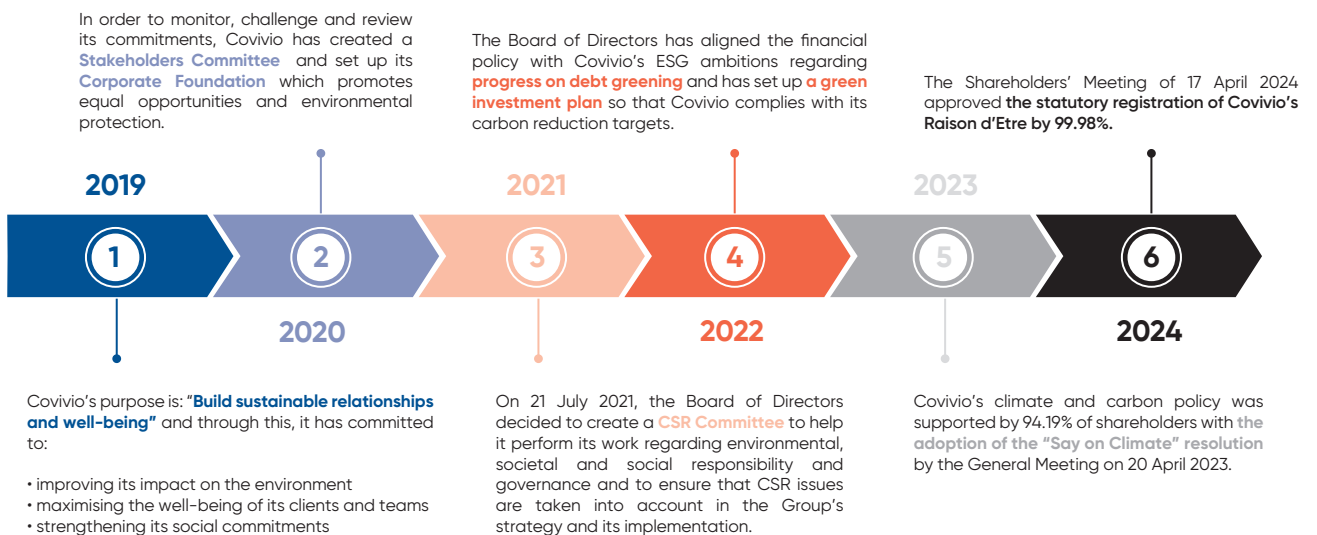 In order to monitor, challenge and review
its commitments, Covivio has created a
Stakeholders Committee and set up its
Corporate Foundation which promotes
equal opportunities and environmental
protection.
The Board of Directors has aligned the financial
policy with Covivio's ESG ambitions regarding
progress on debt greening and has set up a green
investment plan so that Covivio complies with its
carbon reduction targets.
The Shareholders' Meeting of 17 April 2024
approved the statutory registration of Covivio's
Raison d'Etre by 99.98%.
2019
2021
2023
1
2
3
4
5
6
2020
2022
2024
Covivio's purpose is: "Build sustainable relationships
and well-being" and through this, it has committed
to:
• improving its impact on the environment
• maximising the well-being of its clients and teams
• strengthening its social commitments
On 21 July 2021, the Board of Directors
decided to create a CSR Committee to help
it perform its work regarding environmental,
societal and social responsibility and
governance and to ensure that CSR issues
are taken into account in the Group's
strategy and its implementation.
Covivio's climate and carbon policy was
supported by 94.19% of shareholders with the
adoption of the "Say on Climate" resolution
by the General Meeting on 20 April 2023.